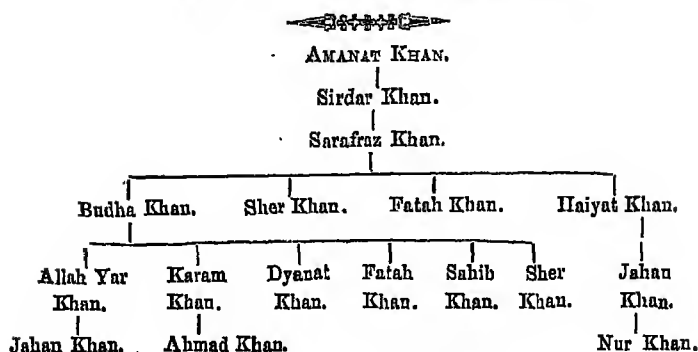 AMANAT KHAN.
Sirdar Khan.
Sarafraz Khan.
Budha Khan. Sher Khan. Fatah Khan. Haiyat Khan.
Allah Yar Karam Dyanat Fatah Sahib Sher Jahan
Khan. Khan. Khan. Khan. Khan. Khan. Khan.
Jahan Khan. Ahmad Khan. Nur Khan.